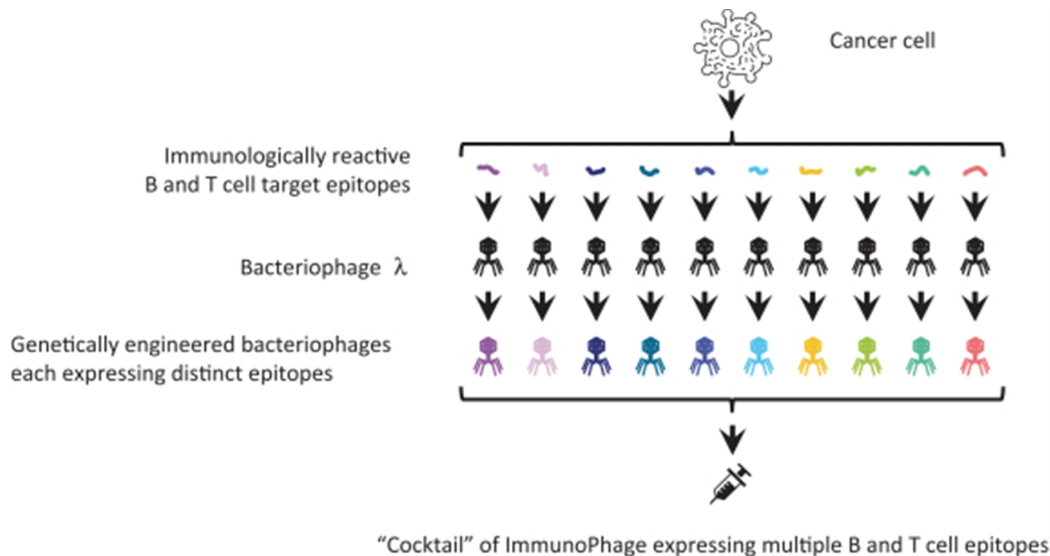 Cancer cell
Immunologically reactive
B and T cell target epitopes
Bacteriophage λ
Genetically engineered bacteriophages
each expressing distinct epitopes
“Cocktail” of ImmunoPhage expressing multiple B and T cell epitopes